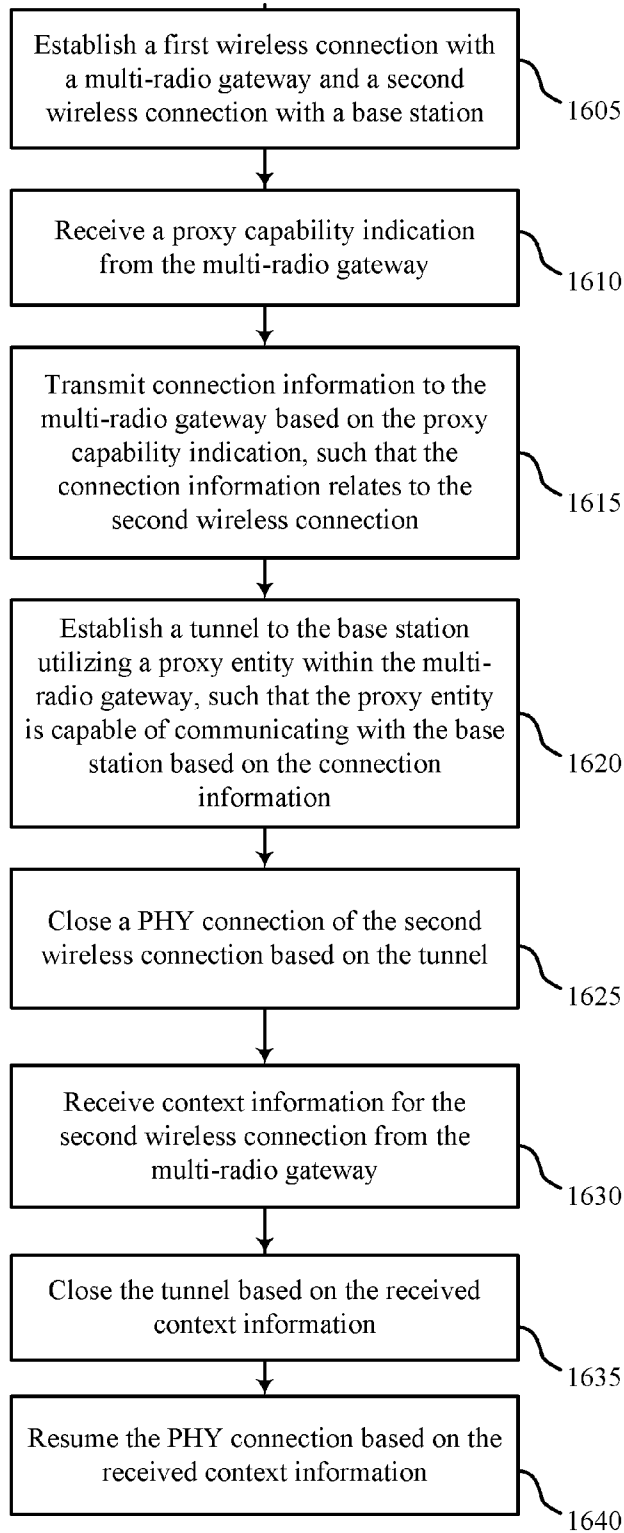 Establish a first wireless connection with
a multi-radio gateway and a second
wireless connection with a base station
1605
Receive a proxy capability indication
from the multi-radio gateway
1610
Transmit connection information to the
multi-radio gateway based on the proxy
capability indication, such that the
connection information relates to the
second wireless connection
1615
Establish a tunnel to the base station
utilizing a proxy entity within the multi-
radio gateway, such that the proxy entity
is capable of communicating with the base
station based on the connection
information
1620
Close a PHY connection of the second
wireless connection based on the tunnel
1625
Receive context information for the
second wireless connection from the
multi-radio gateway
1630
Close the tunnel based on the received
context information
1635
Resume the PHY connection based on the
received context information
1640